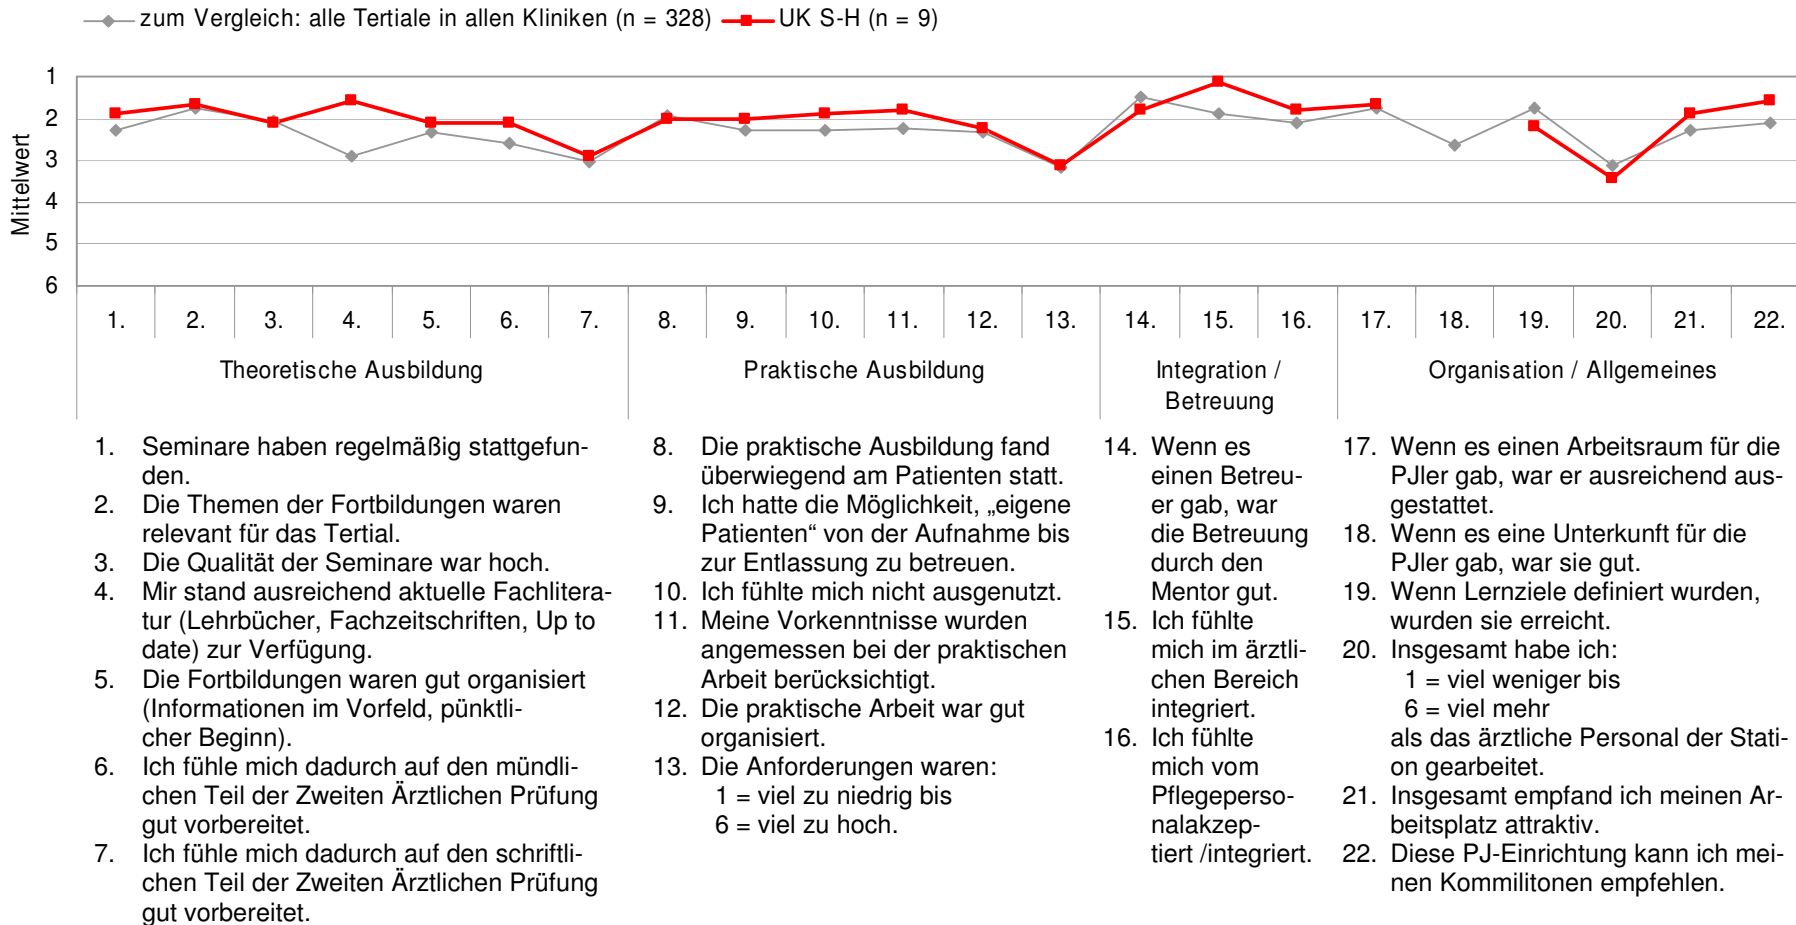 zum Vergleich: alle Tertiale in allen Kliniken (n = 328)
UK S-H (n = 9)
Mittelwert
1
2
3
4
5
6
1. 2. 3. 4. 5. 6. 7. 8. 9. 10. 11. 12. 13. 14. 15. 16. 17. 18. 19. 20. 21. 22.
Theoretische Ausbildung
Praktische Ausbildung
Integration /
Betreuung
Organisation / Allgemeines
1. Seminare haben regelmäßig stattgefun-
den.
2. Die Themen der Fortbildungen waren
relevant für das Tertial.
3. Die Qualität der Seminare war hoch.
4. Mir stand ausreichend aktuelle Fachlitera-
tur (Lehrbücher, Fachzeitschriften, Up to
date) zur Verfügung.
5. Die Fortbildungen waren gut organisiert
(Informationen im Vorfeld, pünktli-
cher Beginn).
6. Ich fühle mich dadurch auf den mündli-
chen Teil der Zweiten Ärztlichen Prüfung
gut vorbereitet.
7. Ich fühle mich dadurch auf den schriftli-
chen Teil der Zweiten Ärztlichen Prüfung
gut vorbereitet.
8. Die praktische Ausbildung fand
überwiegend am Patienten statt.
9. Ich hatte die Möglichkeit, „eigene
Patienten“ von der Aufnahme bis
zur Entlassung zu betreuen.
10. Ich fühlte mich nicht ausgenutzt.
11. Meine Vorkenntnisse wurden
angemessen bei der praktischen
Arbeit berücksichtigt.
12. Die praktische Arbeit war gut
organisiert.
13. Die Anforderungen waren:
1 = viel zu niedrig bis
6 = viel zu hoch.
14. Wenn es
einen Betreu-
er gab, war
die Betreuung
durch den
Mentor gut.
15. Ich fühlte
mich im ärztli-
chen Bereich
integriert.
16. Ich fühlte
mich vom
Pflegeperso-
nalakzep-
tiert /integriert.
17. Wenn es einen Arbeitsraum für die
PJler gab, war er ausreichend aus-
gestattet.
18. Wenn es eine Unterkunft für die
PJler gab, war sie gut.
19. Wenn Lernziele definiert wurden,
wurden sie erreicht.
20. Insgesamt habe ich:
1 = viel weniger bis
6 = viel mehr
als das ärztliche Personal der Stati-
on gearbeitet.
21. Insgesamt empfand ich meinen Ar-
beitsplatz attraktiv.
22. Diese PJ-Einrichtung kann ich mei-
nen Kommilitonen empfehlen.